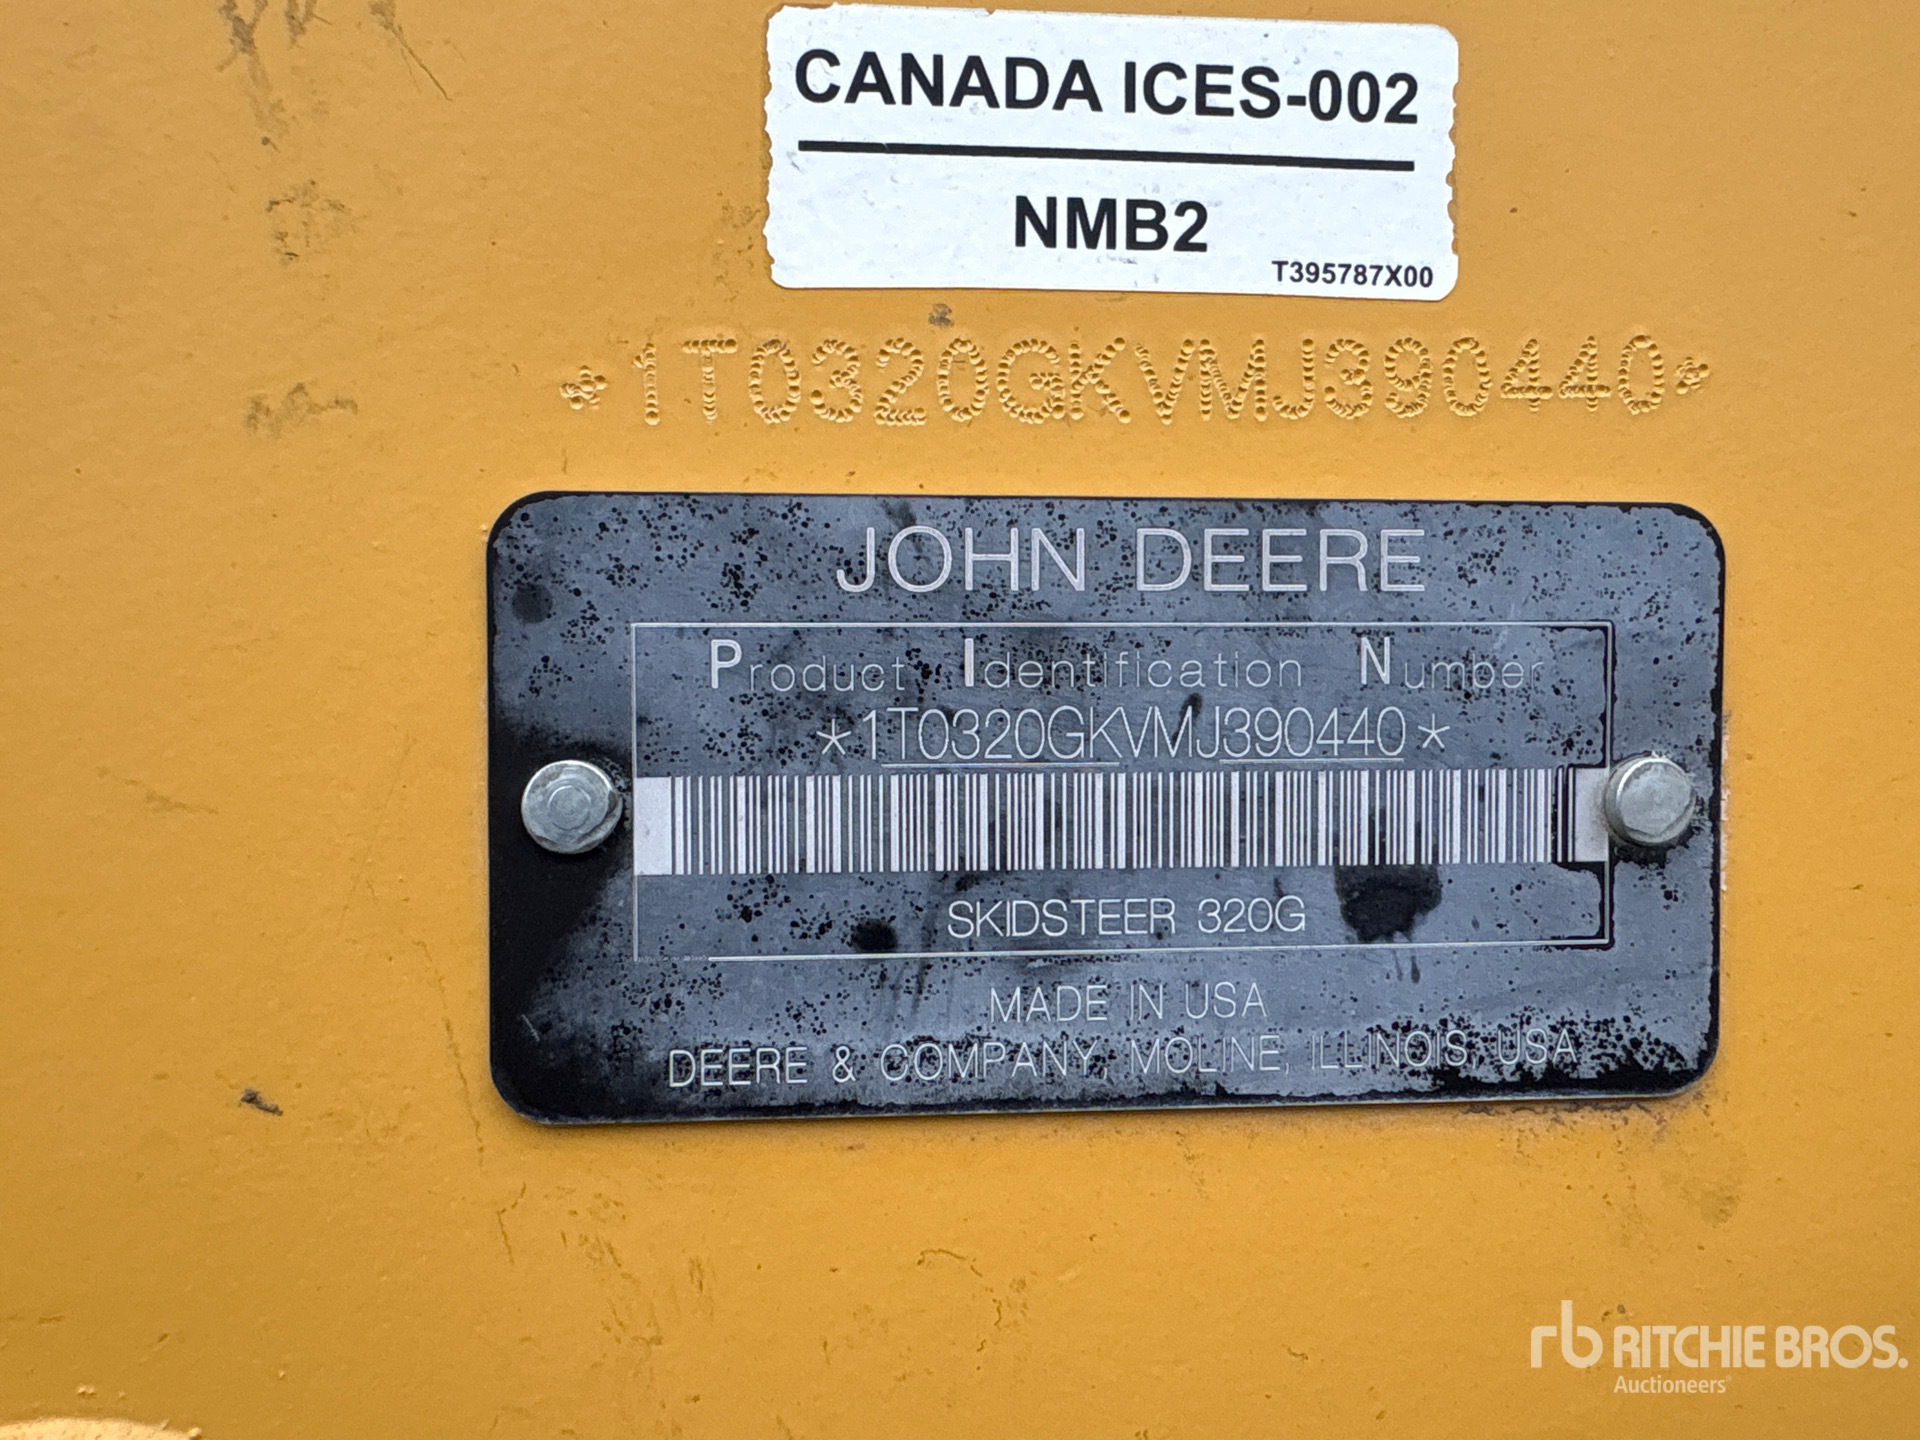 CANADA ICES-002
NMB2
T395787X00
*1T0320GKVMJ390440*
JOHN DEERE
Product Identification Number
*1T0320GKVMJ390440*
SKIDSTEER 320G
MADE IN USA
DEERE & COMPANY, MOLINE, ILLINOIS, USA
rb RITCHIE BROS.
Auctioneers